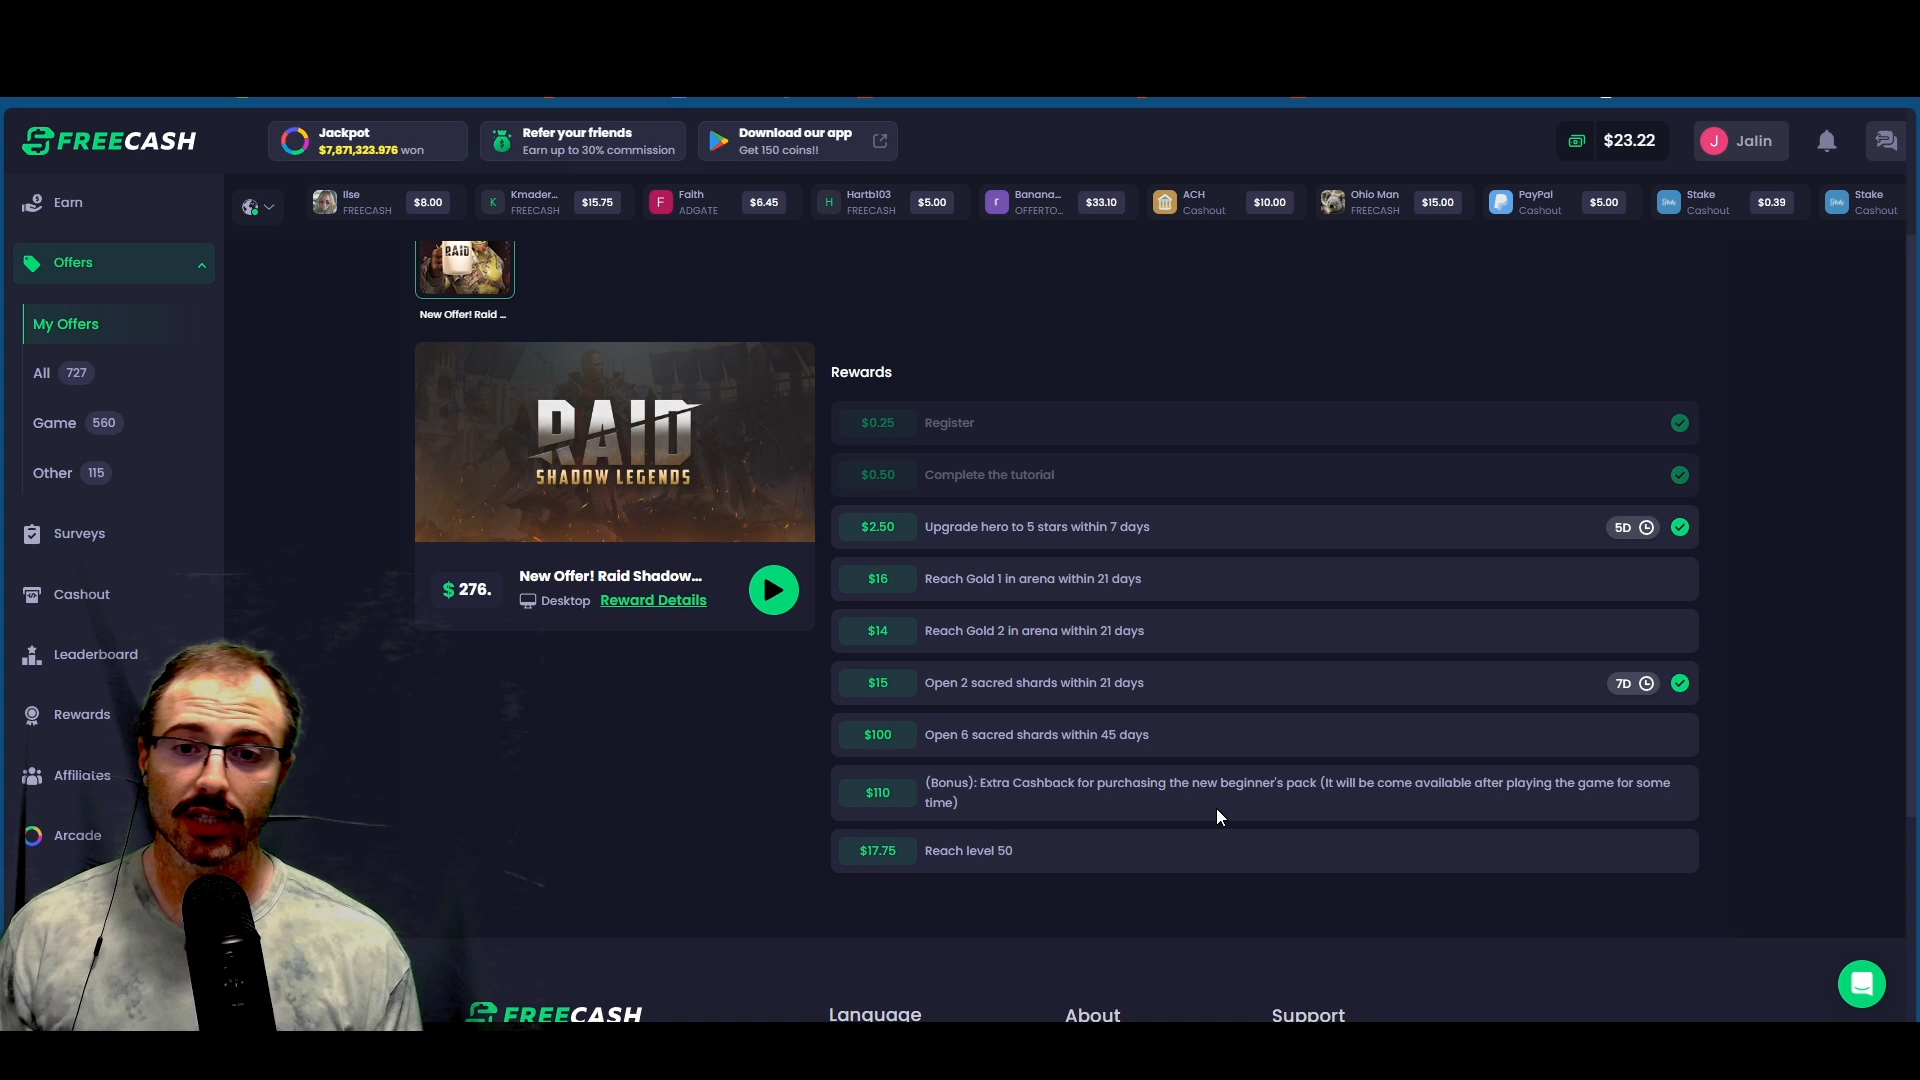 FREECASH
Jackpot
$7,871,323.976 won
Refer your friends
Earn up to 30% commission
Download our app
Get 150 coins!!
$23.22
J
Jalin
Ilse
FREECASH
$8.00
K
Kmader...
FREECASH
$15.75
F
Faith
ADGATE
$6.45
H
Hartb103
FREECASH
$5.00
r
Banana...
OFFERTO...
$33.10
ACH
Cashout
$10.00
Ohio Man
FREECASH
$15.00
PayPal
Cashout
$5.00
Stake
Cashout
$0.39
Stake
Cashout
Earn
Offers
My Offers
All 727
Game 560
Other 115
Surveys
Cashout
Leaderboard
Rewards
Affiliates
Arcade
RAID
New Offer! Raid ...
RAID
SHADOW LEGENDS
$ 276.
New Offer! Raid Shadow...
Desktop Reward Details
Rewards
$0.25 Register
$0.50 Complete the tutorial
$2.50 Upgrade hero to 5 stars within 7 days 5D
$16 Reach Gold 1 in arena within 21 days
$14 Reach Gold 2 in arena within 21 days
$15 Open 2 sacred shards within 21 days 7D
$100 Open 6 sacred shards within 45 days
$110 (Bonus): Extra Cashback for purchasing the new beginner's pack (It will be come available after playing the game for some
time)
$17.75 Reach level 50
FREECASH
Language
About
Support